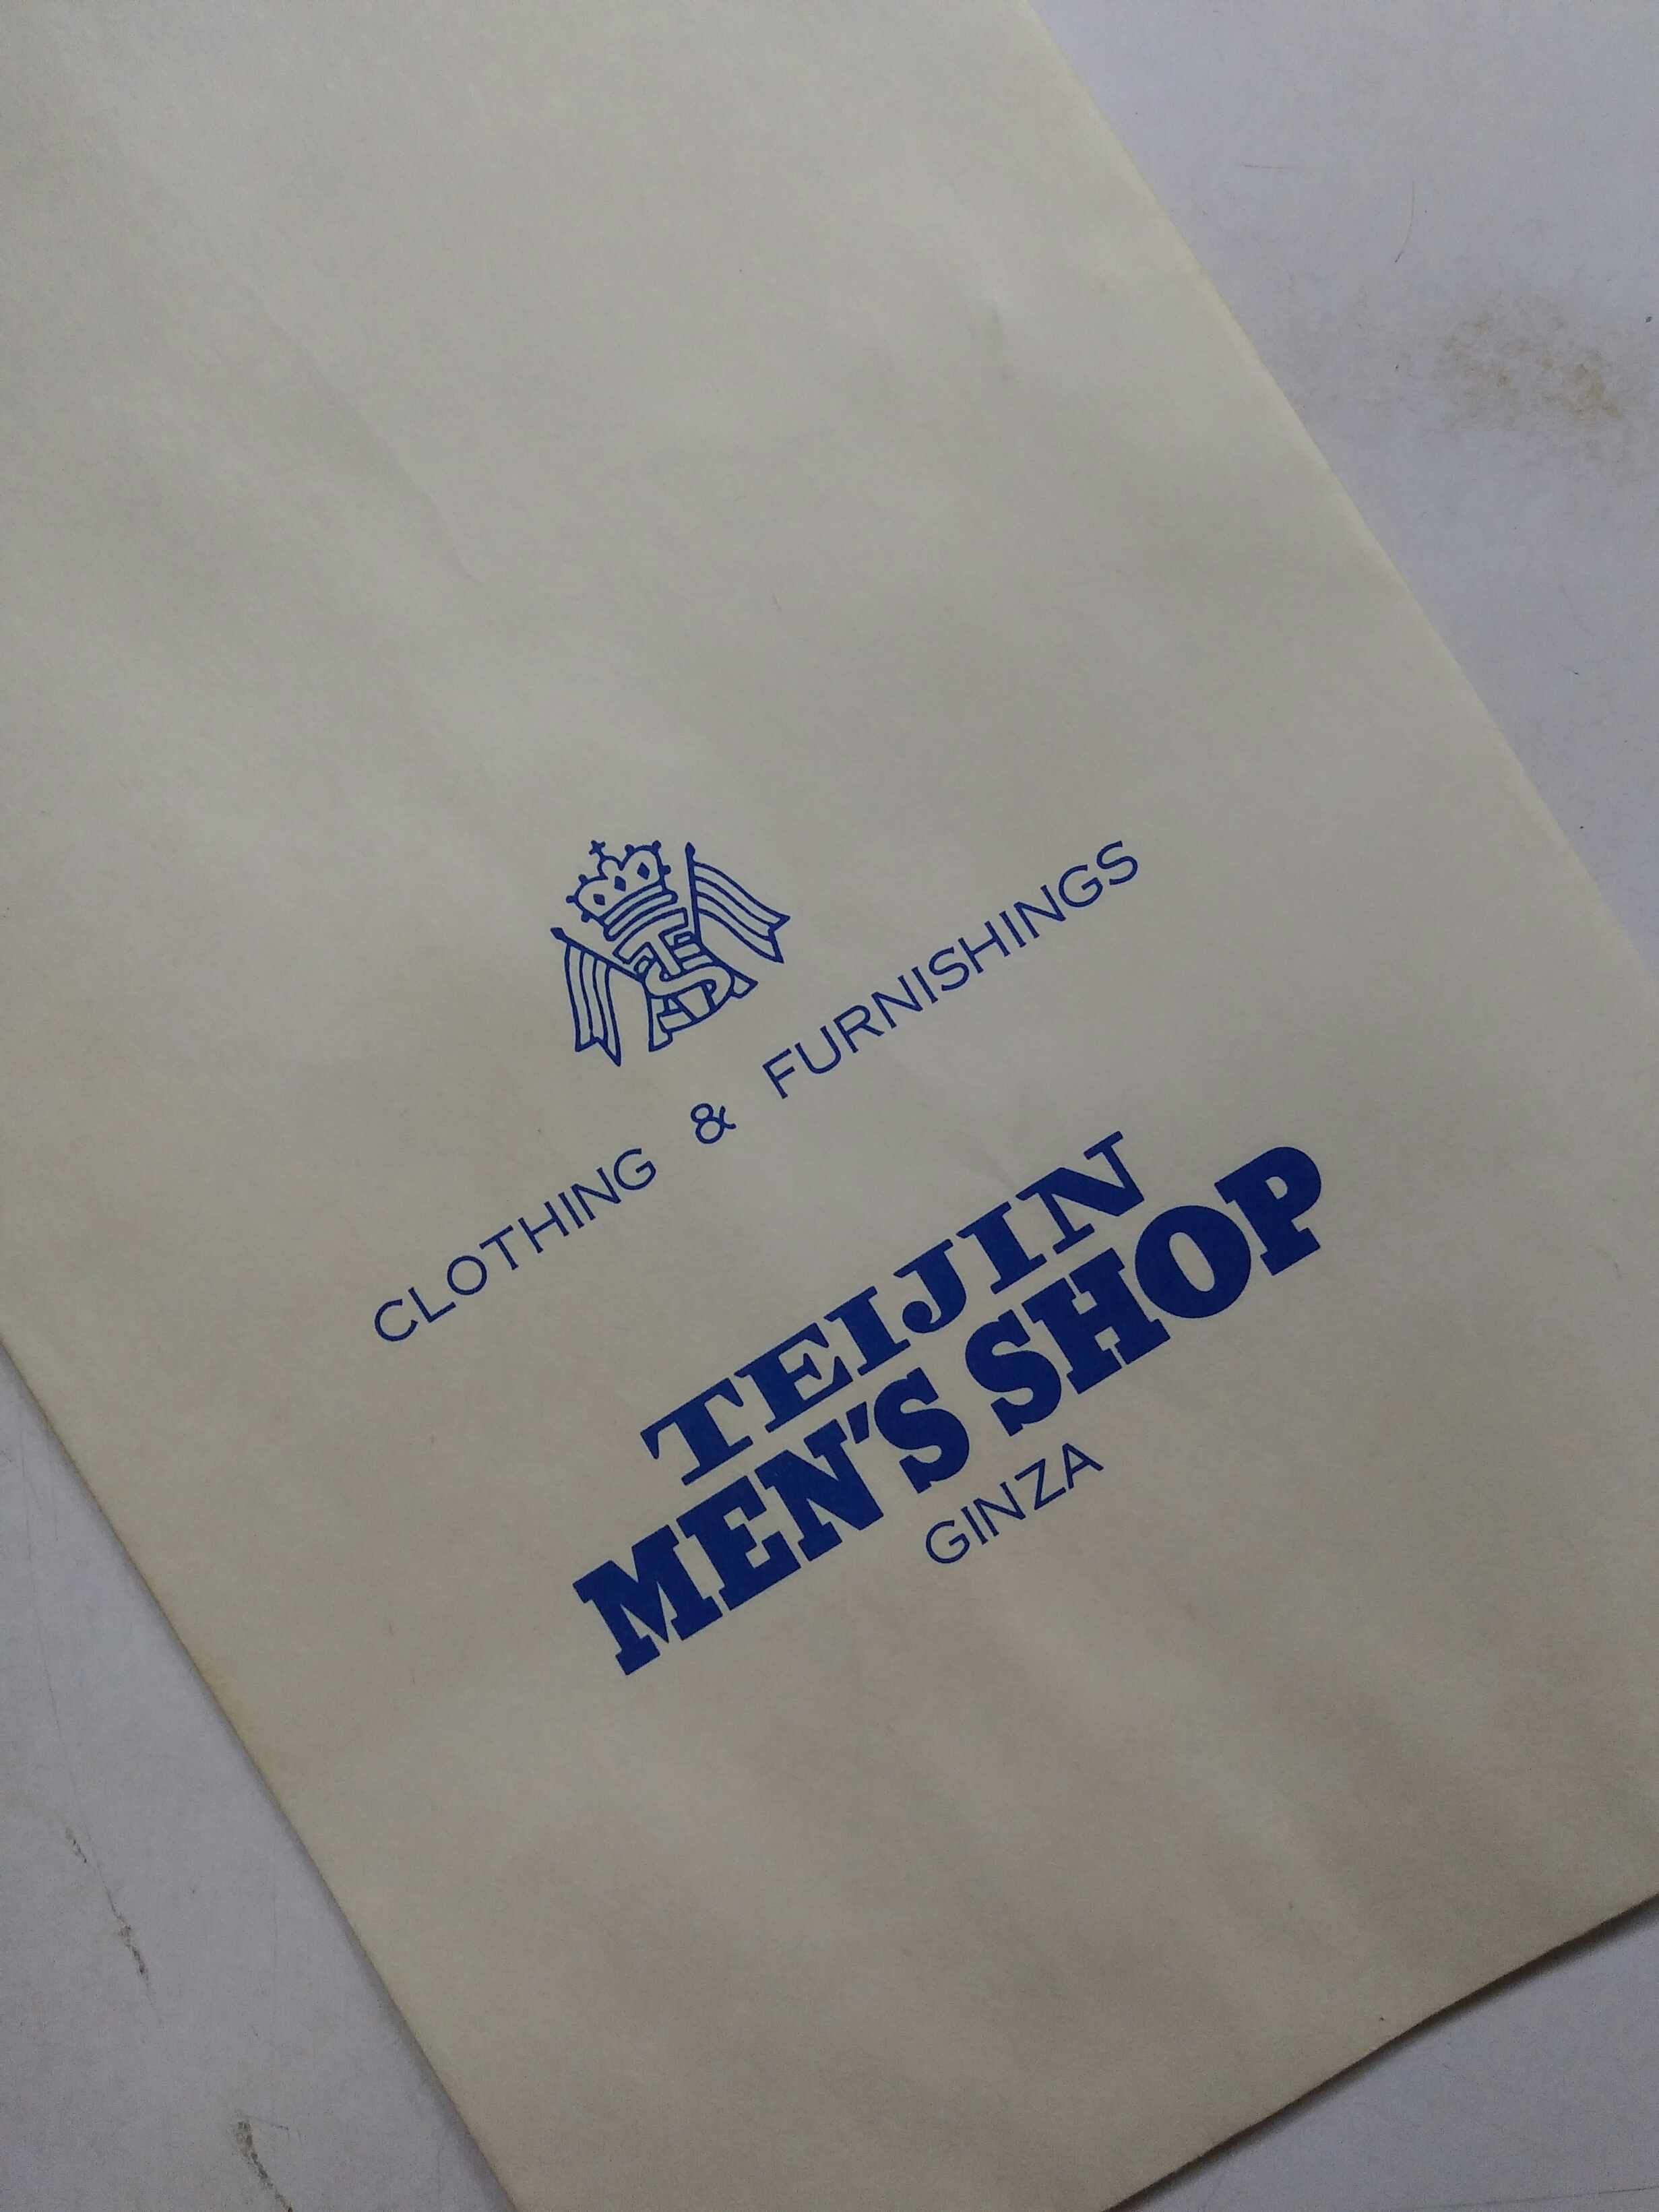 CLOTHING & FURNISHINGS
TEIJIN
MEN'S SHOP
GINZA